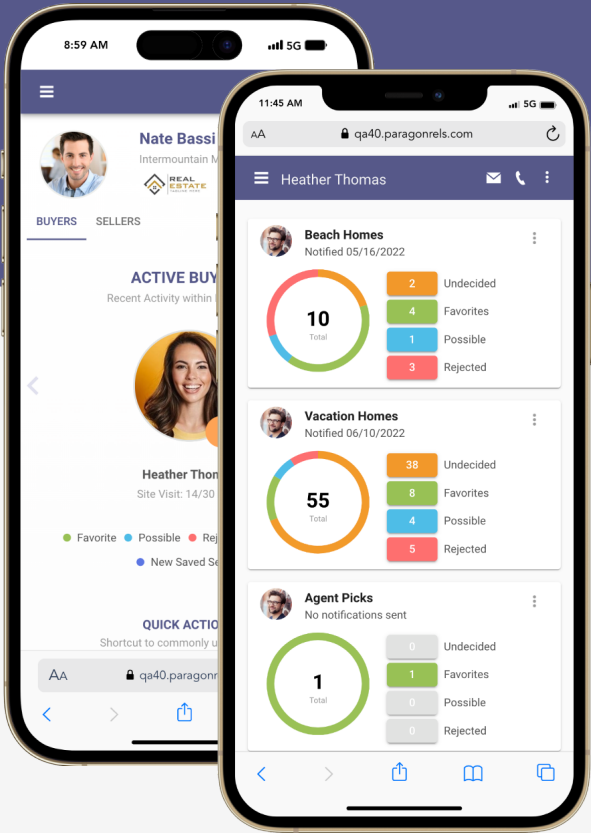 8:59 AM
5G
Nate Bassi
Intermountain M
REAL
ESTATE
BUYERS SELLERS
ACTIVE BUY
Recent Activity within
Heather Thon
Site Visit: 14/30
Favorite Possible Rej
New Saved Se
QUICK ACTIO
Shortcut to commonly u
AA qa40.paragonr
11:45 AM
5G
AA qa40.paragonrels.com
Heather Thomas
Beach Homes
Notified 05/16/2022
10
Total
2 Undecided
4 Favorites
1 Possible
3 Rejected
Vacation Homes
Notified 06/10/2022
55
Total
38 Undecided
8 Favorites
4 Possible
5 Rejected
Agent Picks
No notifications sent
1
Total
0 Undecided
1 Favorites
0 Possible
0 Rejected